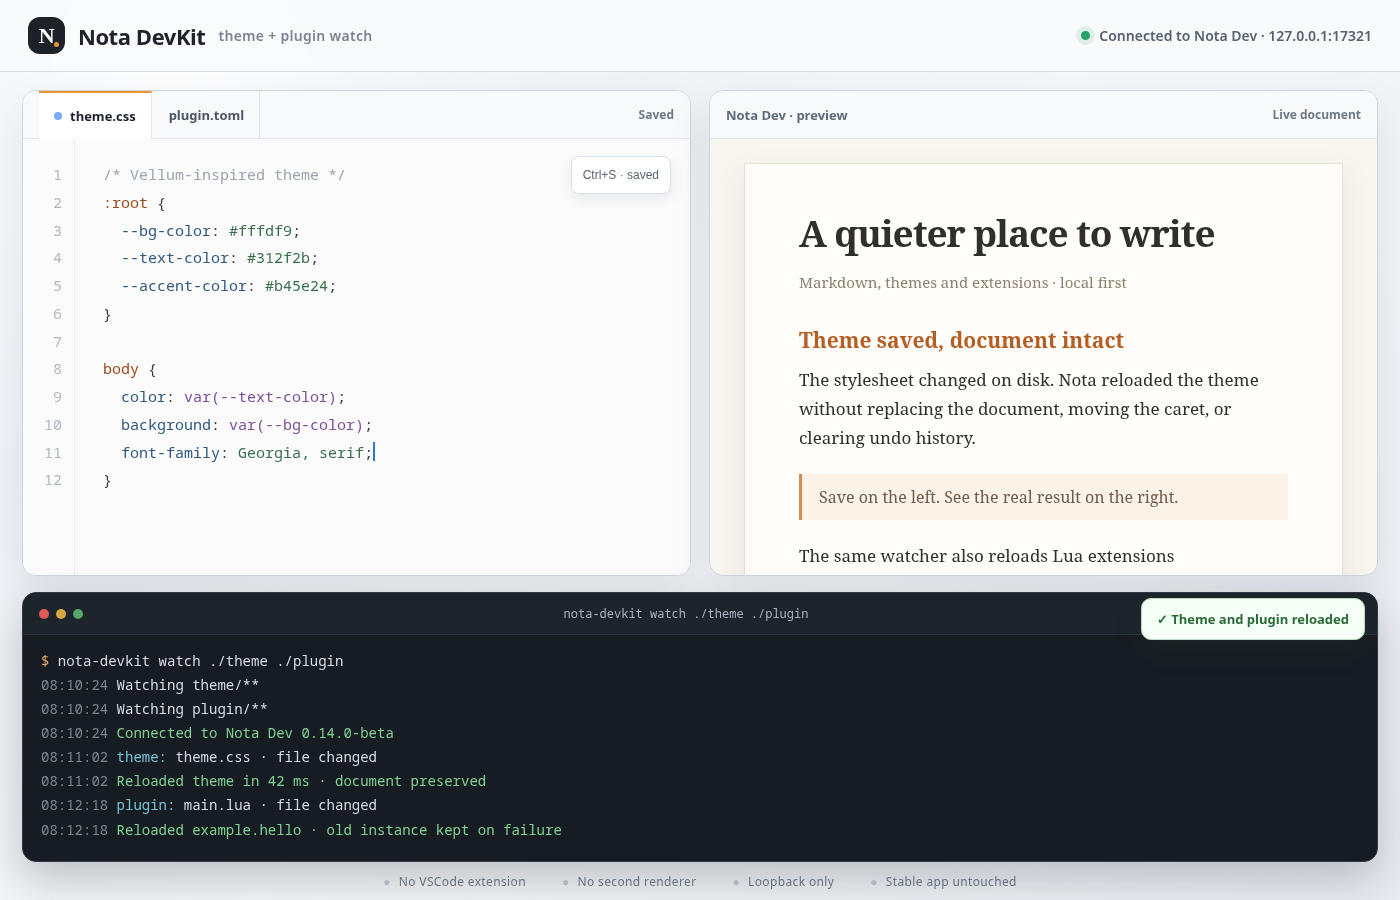 N.
Nota DevKit
theme + plugin watch
Connected to Nota Dev · 127.0.0.1:17321
theme.css
plugin.toml
Saved
Ctrl+S · saved
1 /* Vellum-inspired theme */
2 :root {
3 --bg-color: #fffdf9;
4 --text-color: #312f2b;
5 --accent-color: #b45e24;
6 }
7
8 body {
9 color: var(--text-color);
10 background: var(--bg-color);
11 font-family: Georgia, serif;
12 }
Nota Dev · preview
Live document
A quieter place to write
Markdown, themes and extensions · local first
Theme saved, document intact
The stylesheet changed on disk. Nota reloaded the theme
without replacing the document, moving the caret, or
clearing undo history.
Save on the left. See the real result on the right.
The same watcher also reloads Lua extensions
nota-devkit watch ./theme ./plugin
✓ Theme and plugin reloaded
$ nota-devkit watch ./theme ./plugin
08:10:24 Watching theme/**
08:10:24 Watching plugin/**
08:10:24 Connected to Nota Dev 0.14.0-beta
08:11:02 theme: theme.css · file changed
08:11:02 Reloaded theme in 42 ms · document preserved
08:12:18 plugin: main.lua · file changed
08:12:18 Reloaded example.hello · old instance kept on failure
No VSCode extension
No second renderer
Loopback only
Stable app untouched